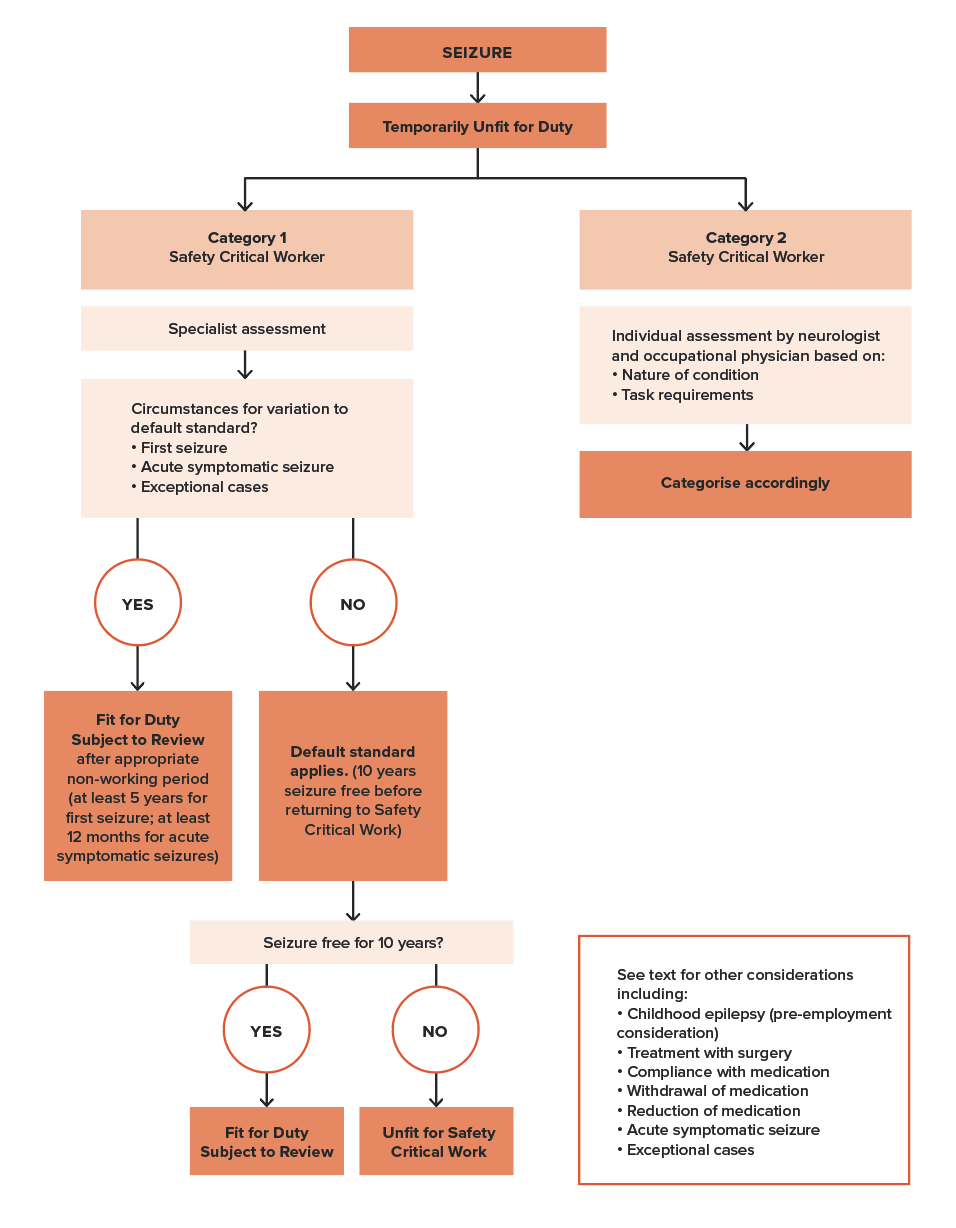 SEIZURE
Temporarily Unfit for Duty
Category 1
Safety Critical Worker
Category 2
Safety Critical Worker
Specialist assessment
Individual assessment by neurologist
and occupational physician based on:
• Nature of condition
• Task requirements
Circumstances for variation to
default standard?
• First seizure
• Acute symptomatic seizure
• Exceptional cases
Categorise accordingly
YES
NO
Fit for Duty
Subject to Review
after appropriate
non-working period
(at least 5 years for
first seizure; at least
12 months for acute
symptomatic seizures)
Default standard
applies. (10 years
seizure free before
returning to Safety
Critical Work)
Seizure free for 10 years?
YES
NO
Fit for Duty
Subject to Review
Unfit for Safety
Critical Work
See text for other considerations
including:
• Childhood epilepsy (pre-employment
consideration)
• Treatment with surgery
• Compliance with medication
• Withdrawal of medication
• Reduction of medication
• Acute symptomatic seizure
• Exceptional cases